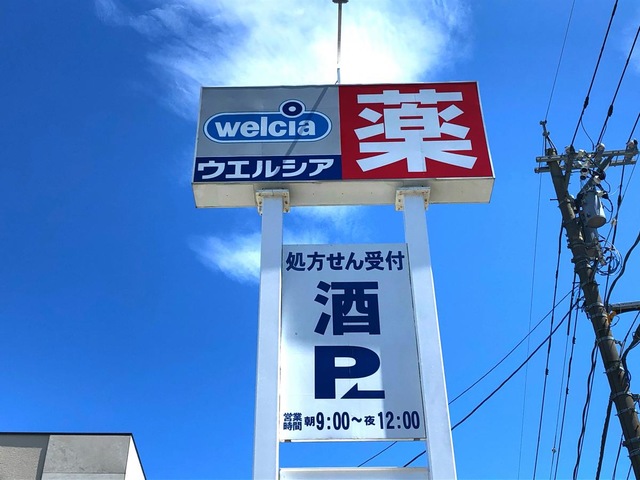 welcia
ウエルシア
薬
処方せん受付
酒
P
営業時間 朝9:00～夜12:00